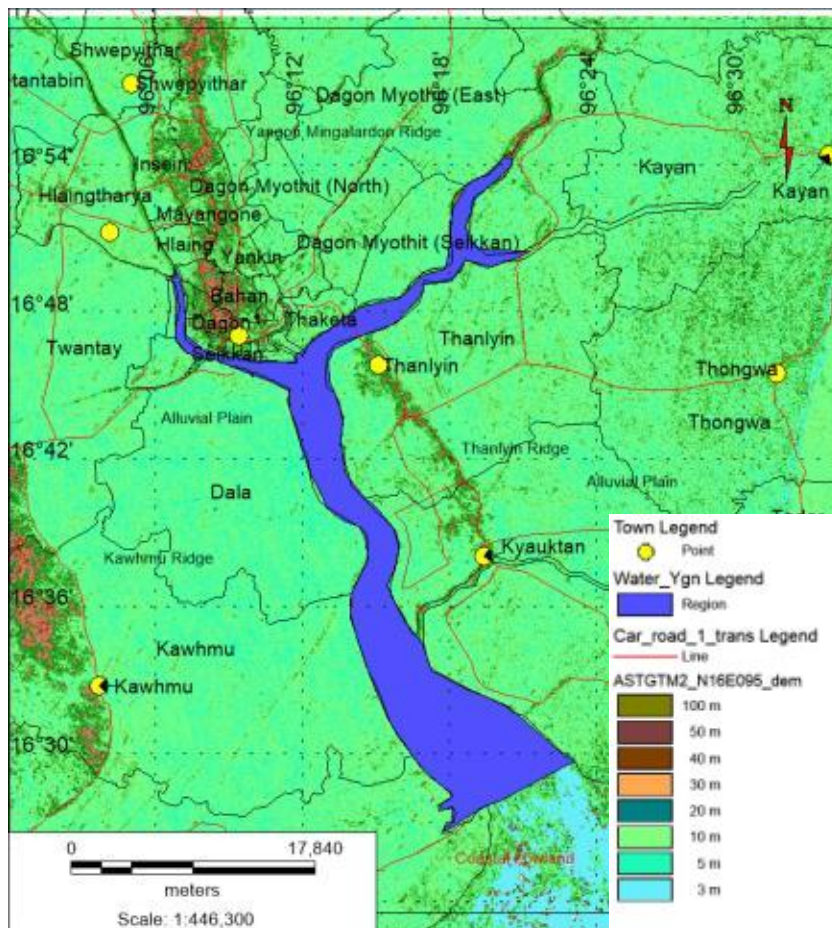 Shwepyithar
Shwepyithar
96°06'
96°12'
96°18'
96°24'
96°30'
Dagon Myothit (East)
Yangon Mingalardon Ridge
N
16°54'
Insein
Kayan
Kayan
Hlaingtharya
Dagon Myothit (North)
Mayangone
Hlaing
Dagon Myothit (Seikkan)
Yankin
16°48'
Bahan
Dagon
Thaketa
Seikkan
Twantay
Thanlyin
Thanlyin
Thongwa
Thongwa
Alluvial Plain
16°42'
Thanlyin Ridge
Alluvial Plain
Dala
Kawhmu Ridge
Kyauktan
16°36'
Kawhmu
Kawhmu
16°30'
Coastal Lowland
0 17,840
meters
Scale: 1:446,300
Town Legend
Point
Water_Ygn Legend
Region
Car_road_1_trans Legend
Line
ASTGTM2_N16E095_dem
100 m
50 m
40 m
30 m
20 m
10 m
5 m
3 m